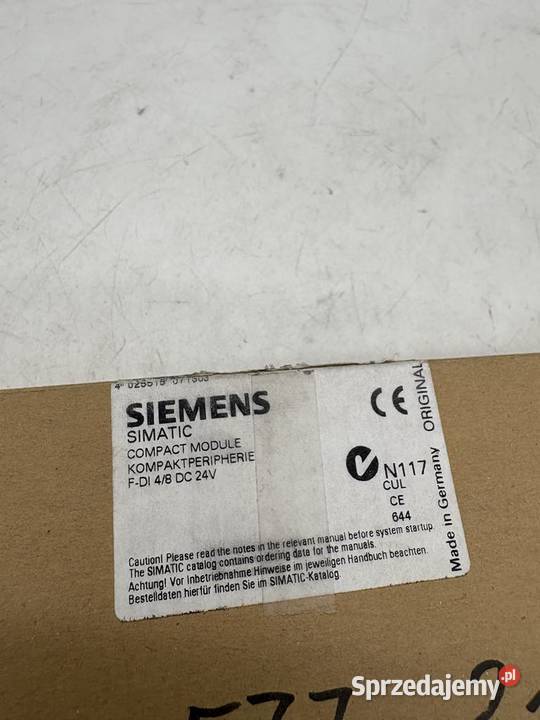 SIEMENS
SIMATIC
COMPACT MODULE
KOMPAKTPERIPHERIE
F-DI 4/8 DC 24V
CE
N117
CUL
CE
644
Made in Germany
ORIGINAL
Caution! Please read the notes in the relevant manual before system startup.
The SIMATIC catalog contains ordering data for the manuals.
Achtung! Vor Inbetriebnahme Hinweise im jeweiligen Handbuch beachten.
Bestelldaten hierfür finden Sie im SIMATIC-Katalog.
Sprzedajemy.pl